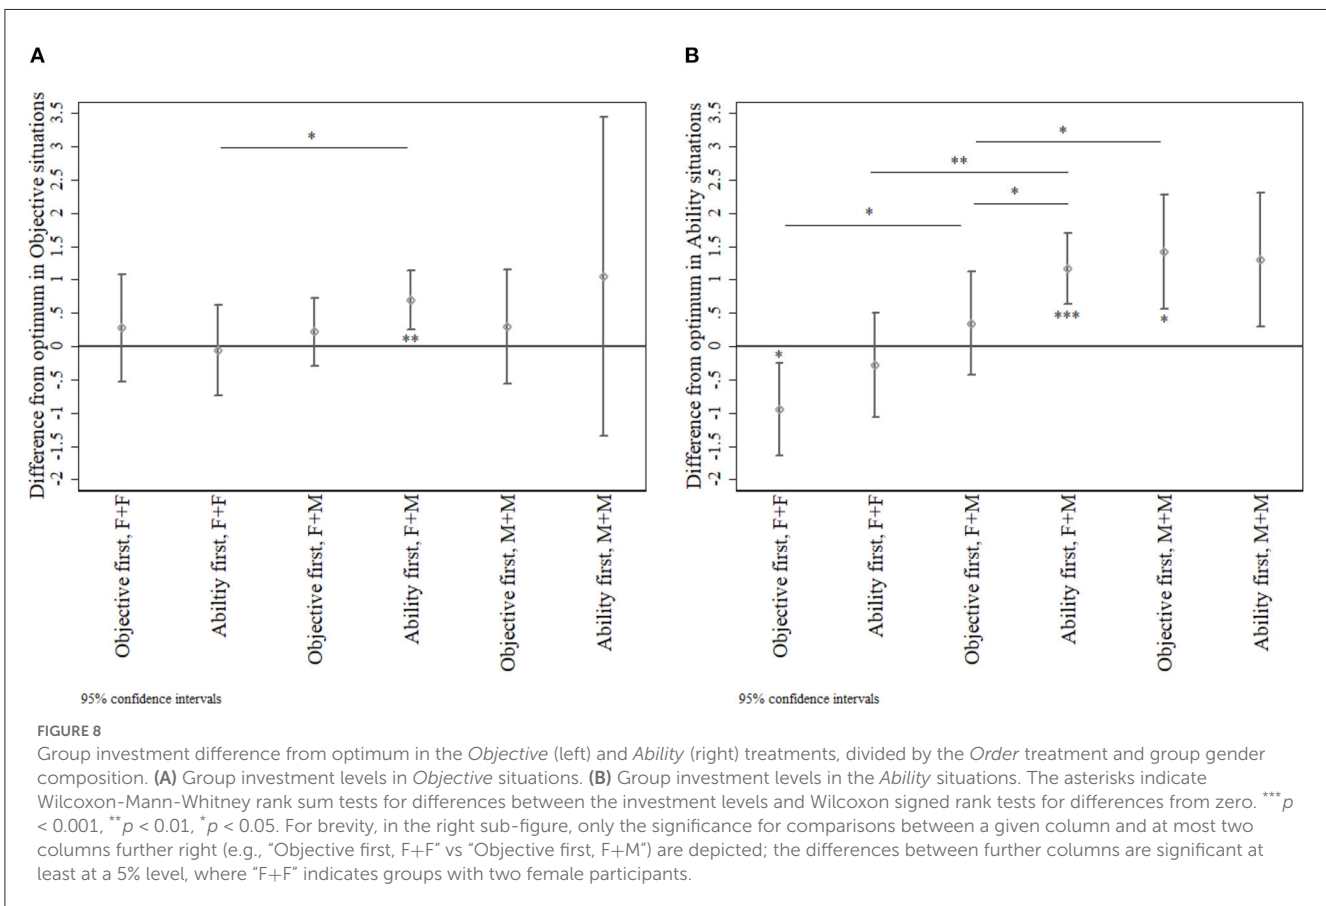 A
B
Difference from optimum in Objective situations
3.5
3
2.5
2
1.5
1
.5
0
-.5
-1
-1.5
-2
*
**
Objective first, F+F
Abiltiy first, F+F
Objective first, F+M
Ability first, F+M
Objective first, M+M
Ability first, M+M
95% confidence intervals
Difference from optimum in Ability situations
3.5
3
2.5
2
1.5
1
.5
0
-.5
-1
-1.5
-2
*
**
*
*
***
*
*
Objective first, F+F
Ability first, F+F
Objective first, F+M
Ability first, F+M
Objective first, M+M
Ability first, M+M
95% confidence intervals
FIGURE 8
Group investment difference from optimum in the Objective (left) and Ability (right) treatments, divided by the Order treatment and group gender
composition. (A) Group investment levels in Objective situations. (B) Group investment levels in the Ability situations. The asterisks indicate
Wilcoxon-Mann-Whitney rank sum tests for differences between the investment levels and Wilcoxon signed rank tests for differences from zero. ***p
< 0.001, **p < 0.01, *p < 0.05. For brevity, in the right sub-figure, only the significance for comparisons between a given column and at most two
columns further right (e.g., “Objective first, F+F” vs “Objective first, F+M”) are depicted; the differences between further columns are significant at
least at a 5% level, where “F+F” indicates groups with two female participants.